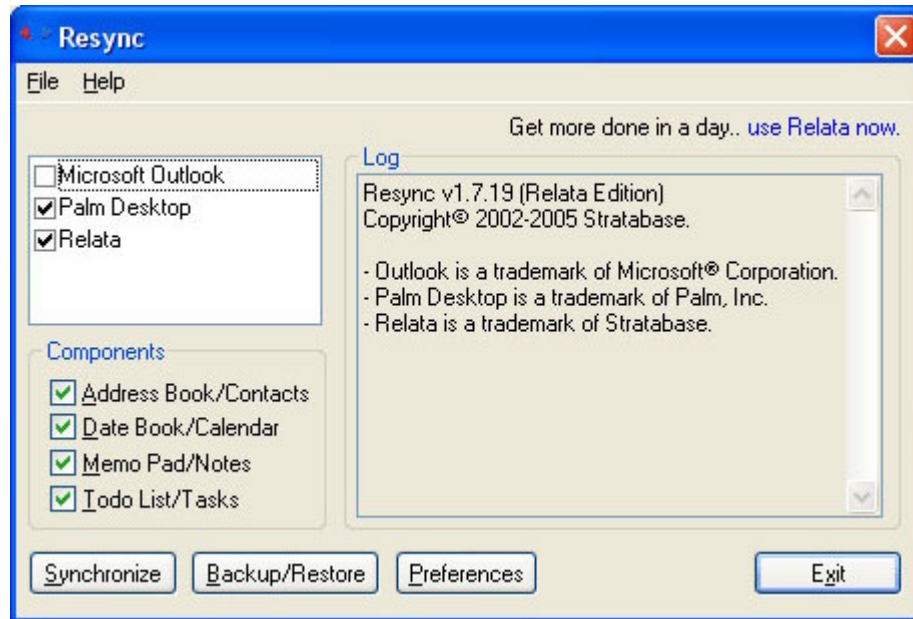 Resync
File Help
Get more done in a day.. use Relata now.
Microsoft Outlook
Palm Desktop
Relata
Log
Resync v1.7.19 (Relata Edition)
Copyright© 2002-2005 Stratabase.
- Outlook is a trademark of Microsoft® Corporation.
- Palm Desktop is a trademark of Palm, Inc.
- Relata is a trademark of Stratabase.
Components
Address Book/Contacts
Date Book/Calendar
Memo Pad/Notes
Todo List/Tasks
Synchronize Backup/Restore Preferences Exit